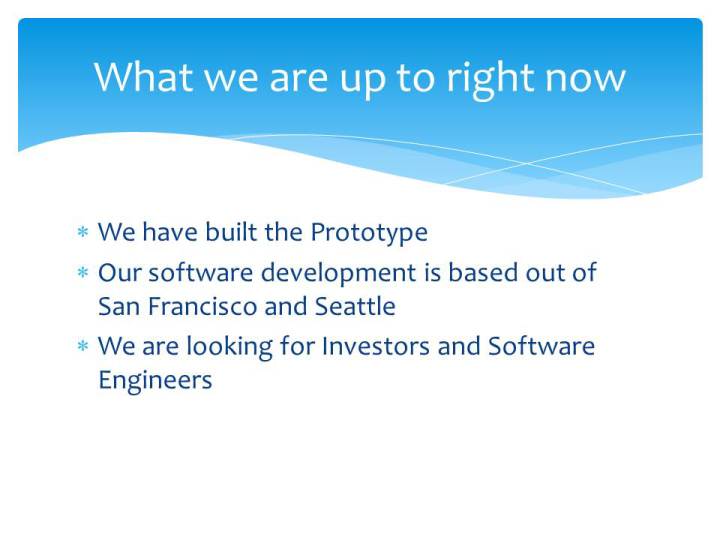 What we are up to right now
* We have built the Prototype
* Our software development is based out of
San Francisco and Seattle
* We are looking for Investors and Software
Engineers